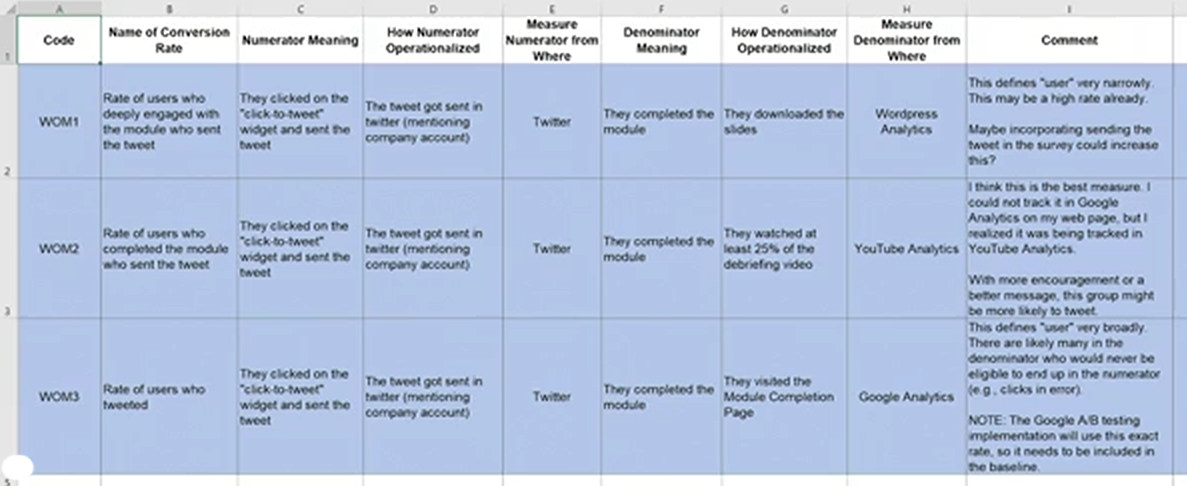 A B C D E F G H I
1
Code
Name of Conversion
Rate
Numerator Meaning
How Numerator
Operationalized
Measure
Numerator from
Where
Denominator
Meaning
How Denominator
Operationalized
Measure
Denominator from
Where
Comment
2
WOM1
Rate of users who
deeply engaged with
the module who sent
the tweet
They clicked on the
"click-to-tweet"
widget and sent the
tweet
The tweet got sent in
twitter (mentioning
company account)
Twitter
They completed the
module
They downloaded the
slides
Wordpress
Analytics
This defines "user" very narrowly.
This may be a high rate already.
Maybe incorporating sending the
tweet in the survey could increase
this?
3
WOM2
Rate of users who
completed the module
who sent the tweet
They clicked on the
"click-to-tweet"
widget and sent the
tweet
The tweet got sent in
twitter (mentioning
company account)
Twitter
They completed the
module
They watched at
least 25% of the
debriefing video
YouTube Analytics
I think this is the best measure. I
could not track it in Google
Analytics on my web page, but I
realized it was being tracked in
YouTube Analytics.
With more encouragement or a
better message, this group might
be more likely to tweet.
WOM3
Rate of users who
tweeted
They clicked on the
"click-to-tweet"
widget and sent the
tweet
The tweet got sent in
twitter (mentioning
company account)
Twitter
They completed the
module
They visited the
Module Completion
Page
Google Analytics
This defines "user" very broadly.
There are likely many in the
denominator who would never be
eligible to end up in the numerator
(e.g., clicks in error).
NOTE: The Google A/B testing
implementation will use this exact
rate, so it needs to be included in
the baseline.